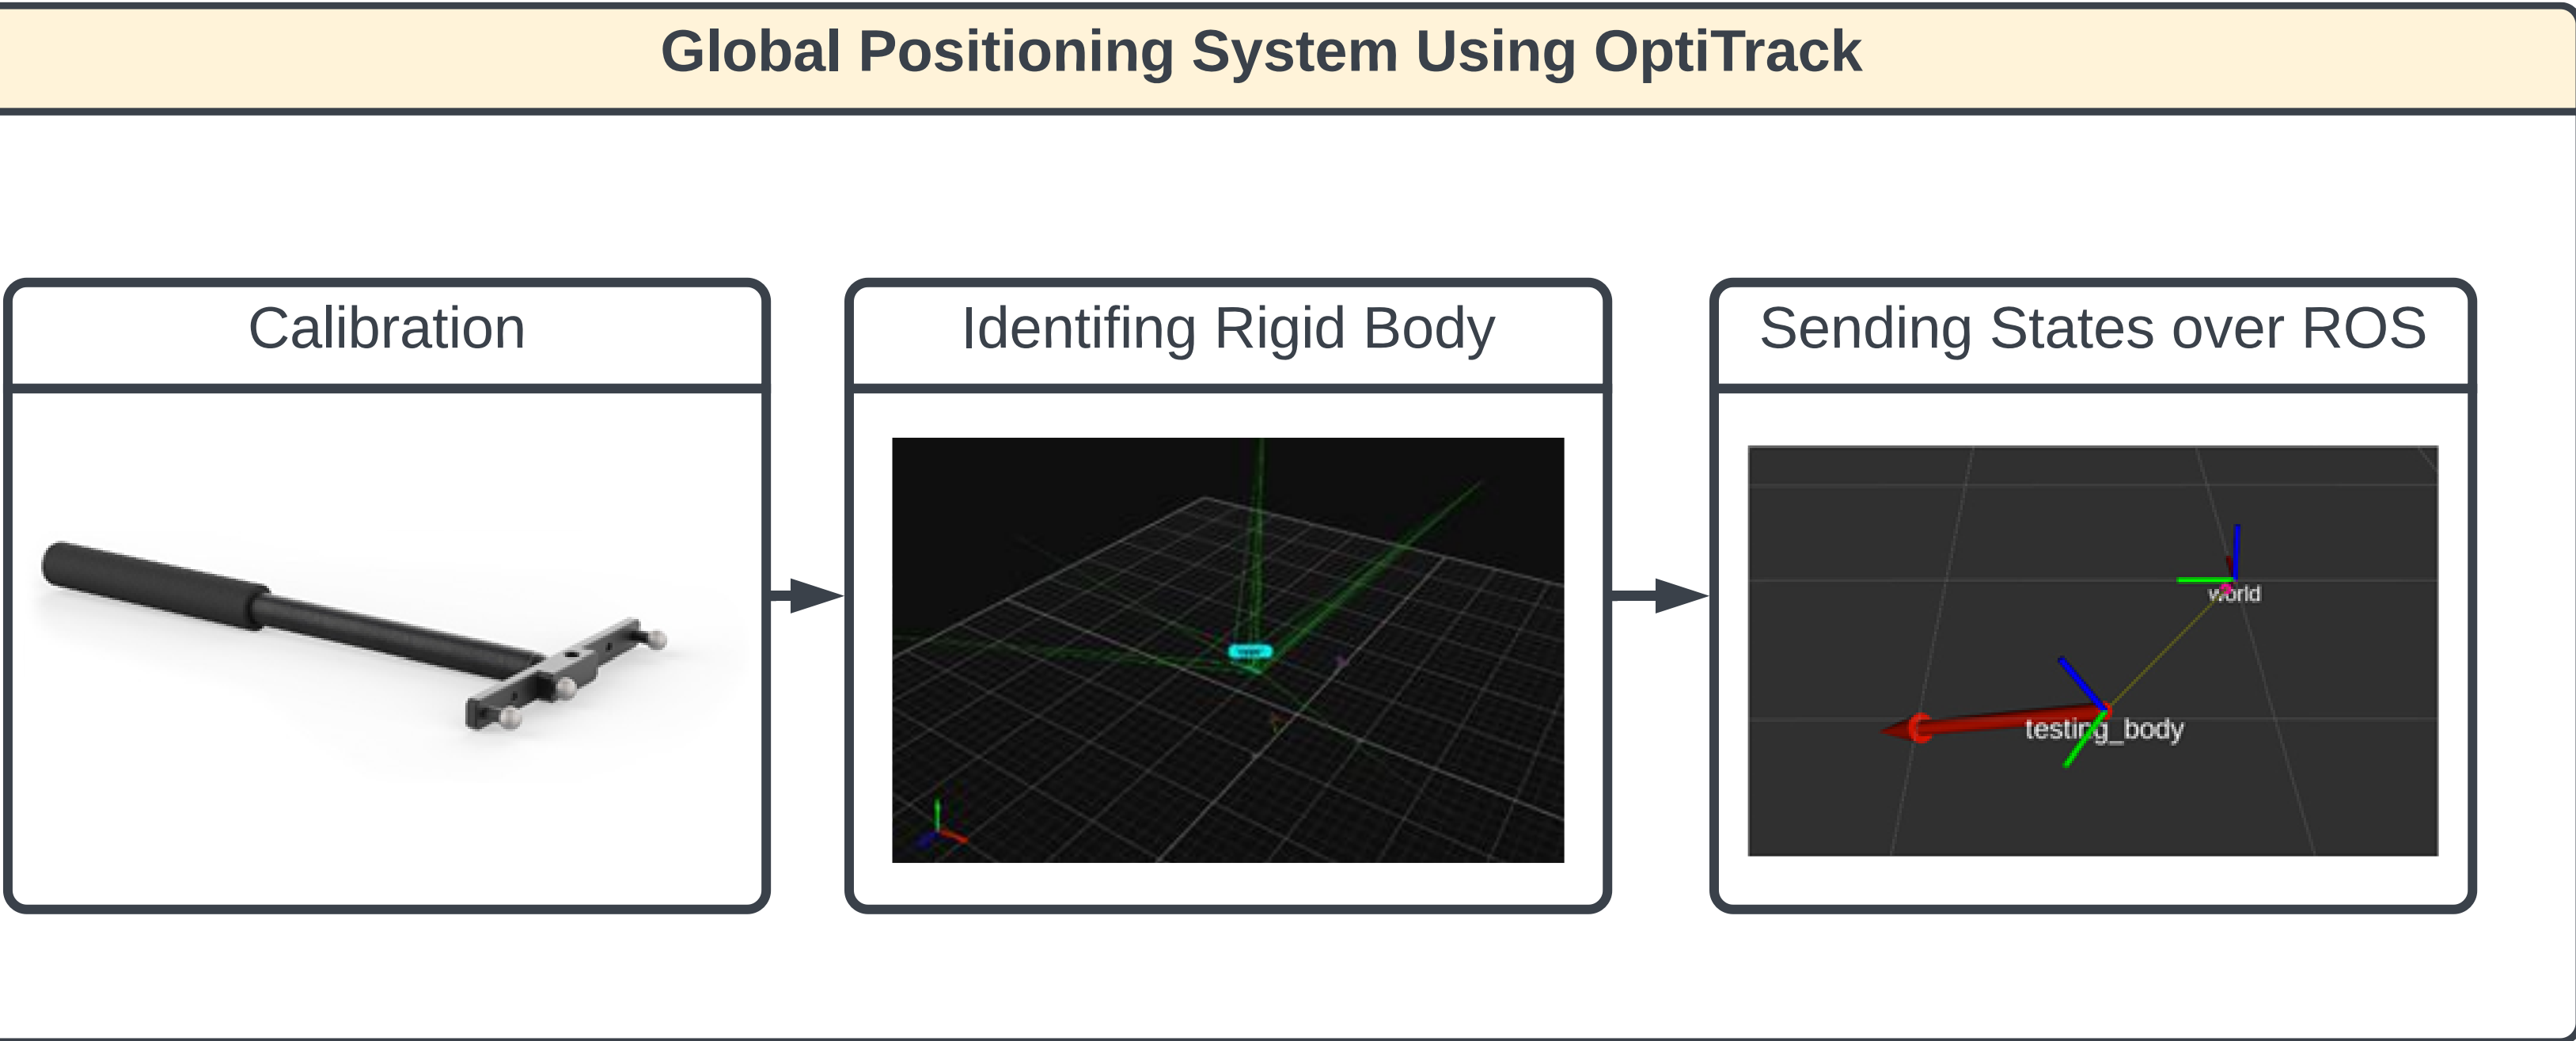 Global Positioning System Using OptiTrack
Calibration
Identifing Rigid Body
Sending States over ROS
world
testing_body